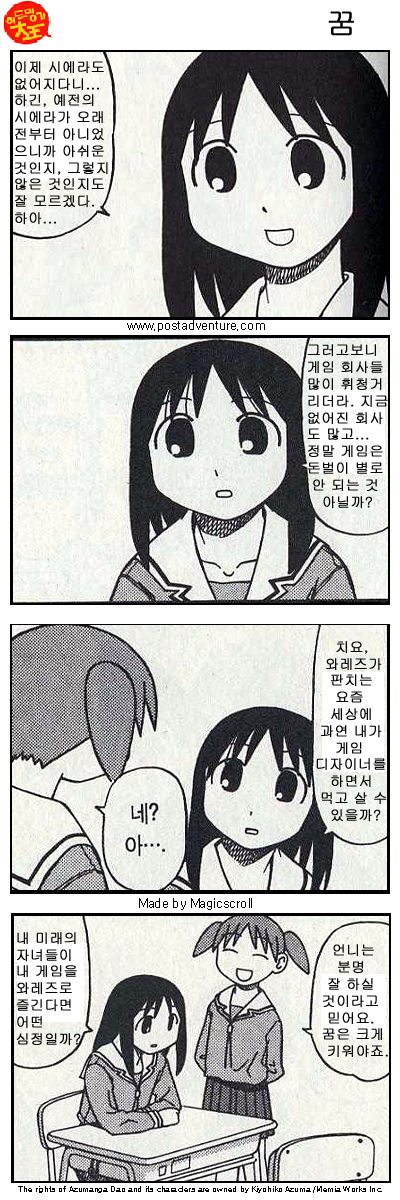 어드망가
대왕
꿈
이제 시에라도
없어지다니...
하긴, 예전의
시에라가 오래
전부터 아니었
으니까 아쉬운
것인지, 그렇지
않은 것인지도
잘 모르겠다.
하아...
www.postadventure.com
그러고보니
게임 회사들
많이 휘청거
리더라. 지금
없어진 회사
도 많고...
정말 게임은
돈벌이 별로
안 되는 것
아닐까?
치요,
와레즈가
판치는
요즘
세상에
과연 내가
게임
디자이너를
하면서
먹고 살 수
있을까?
네?
아….
Made by Magicscroll
내 미래의
자녀들이
내 게임을
와레즈로
즐긴다면
어떤
심정일까?
언니는
분명
잘 하실
것이라고
믿어요.
꿈은 크게
키워야죠.
The rights of Azumanga Dao and its characters are owned by Kiyohiko Azuma/Memia Works Inc.